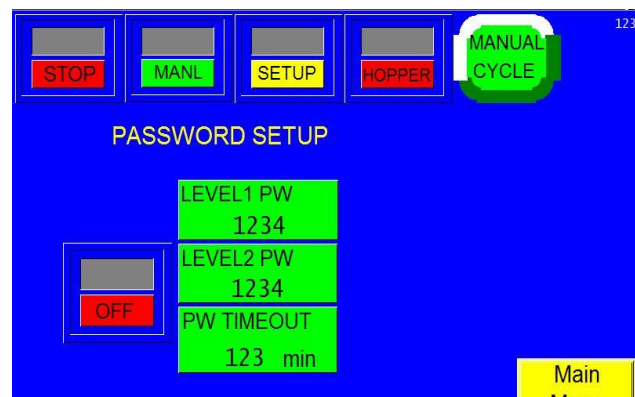 123
STOP
MANL
SETUP
HOPPER
MANUAL
CYCLE
PASSWORD SETUP
LEVEL1 PW
1234
LEVEL2 PW
1234
OFF
PW TIMEOUT
123 min
Main